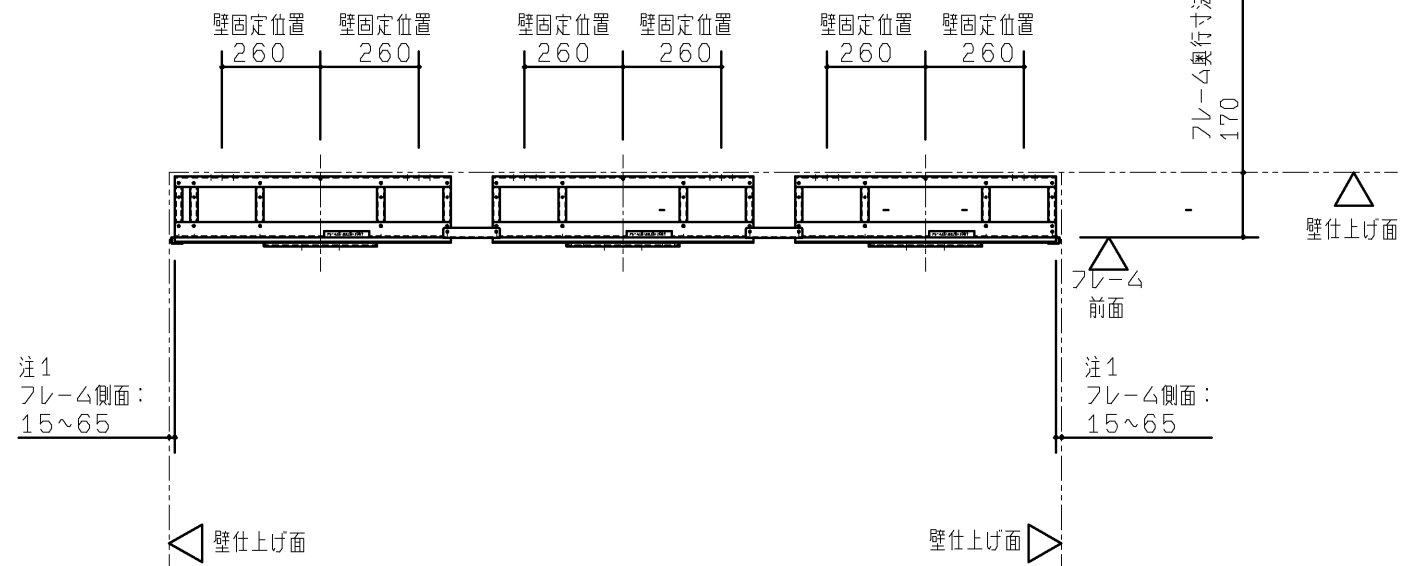 壁固定位置 壁固定位置 壁固定位置 壁固定位置 壁固定位置 壁固定位置
260 260 260 260 260 260
フレーム奥行寸法
170
壁仕上げ面
フレーム
前面
注1
フレーム側面：
15~65
注1
フレーム側面：
15~65
壁仕上げ面
壁仕上げ面